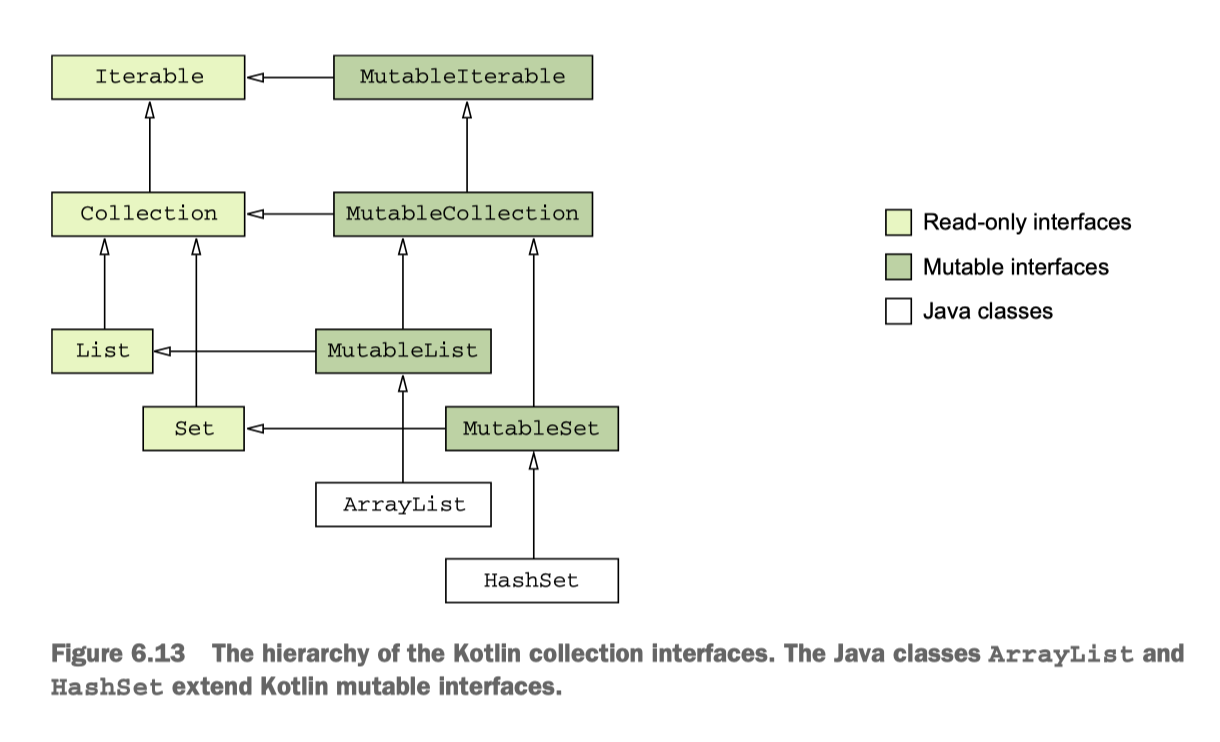 Iterable
MutableIterable
Collection
MutableCollection
Read-only interfaces
Mutable interfaces
Java classes
List
MutableList
Set
MutableSet
ArrayList
HashSet
Figure 6.13 The hierarchy of the Kotlin collection interfaces. The Java classes ArrayList and
HashSet extend Kotlin mutable interfaces.